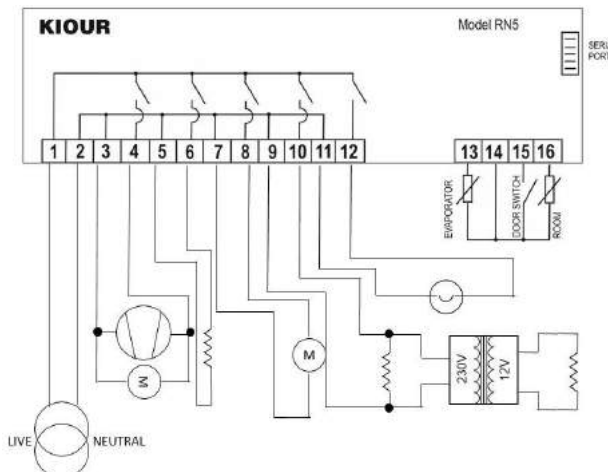 KIOUR
Model RN5
PORT
1 2 3 4 5 6 7 8 9 10 11 12
13 14 15 16
EVAPORATOR
DOOR SWITCH
ROOM
M
M
230V
12V
LIVE
NEUTRAL